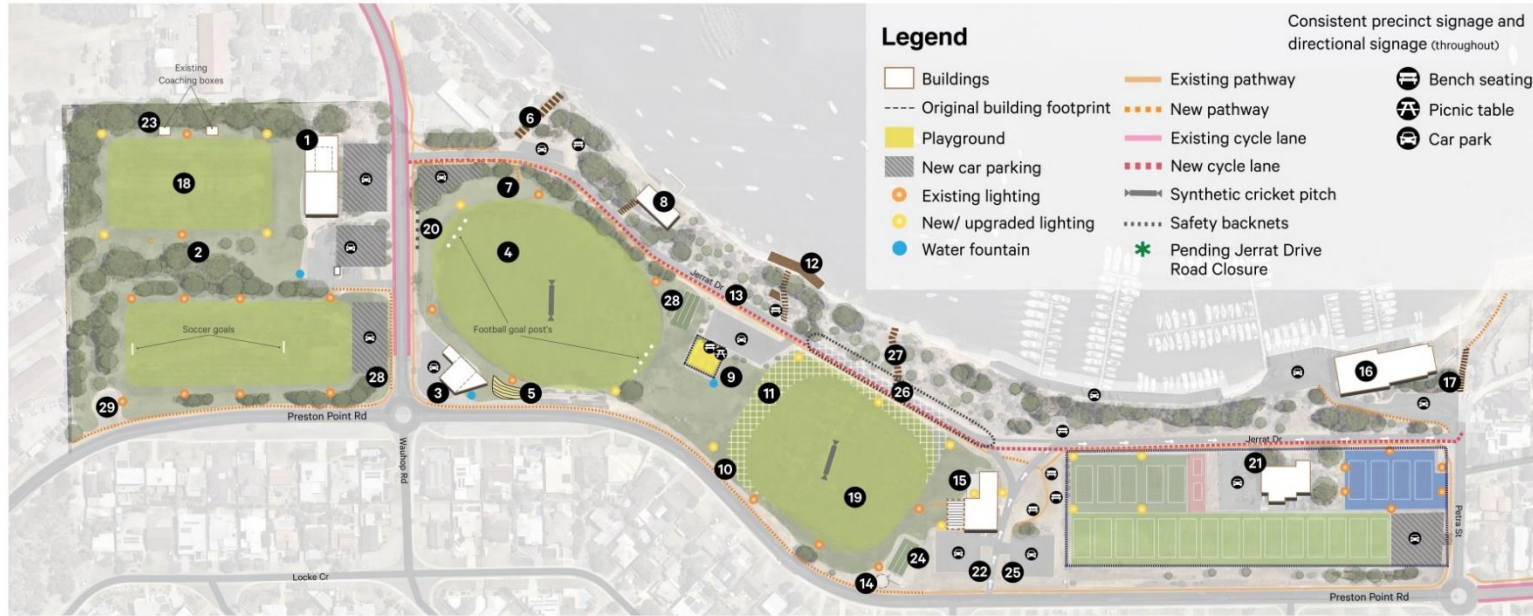 Legend
Consistent precinct signage and
directional signage (throughout)
Buildings
Original building footprint
Playground
New car parking
Existing lighting
New/ upgraded lighting
Water fountain
Existing pathway
New pathway
Existing cycle lane
New cycle lane
Synthetic cricket pitch
Safety backnets
Pending Jerrat Drive
Road Closure
Bench seating
Picnic table
Car park
Existing
Coaching boxes
23
1
6
18
7
8
20
2
4
12
Jerrat Dr
13
28
Soccer goals
Football goal post's
27
9
16
17
28
3
5
11
26
29
Preston Point Rd
Jerrat Dr
Wauhop Rd
10
15
21
19
Petra St
24
22
25
14
Locke Cr
Preston Point Rd